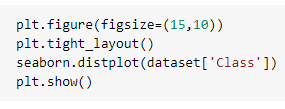 plt.figure(figsize=(15,10))
plt.tight_layout()
seaborn.distplot(dataset['Class'])
plt.show()